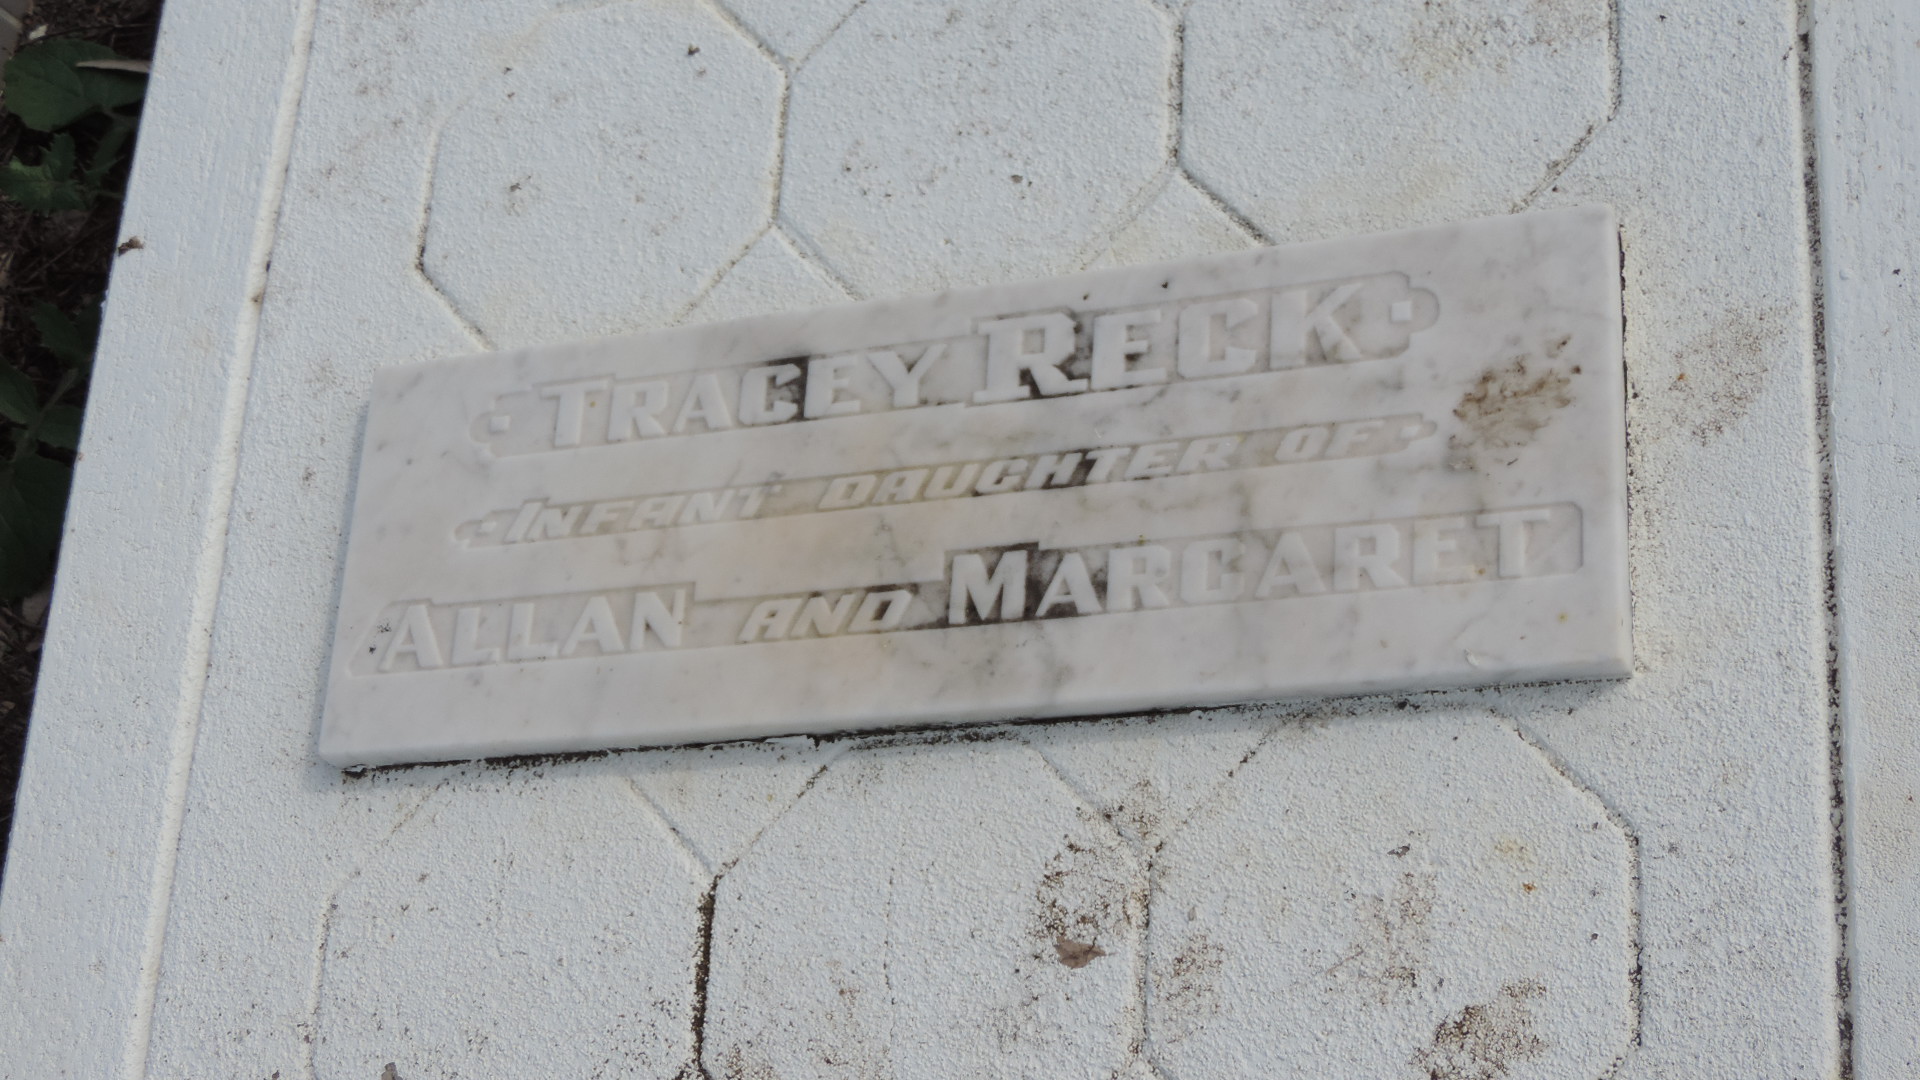 TRACEY RECK
INFANT DAUGHTER OF
ALLAN AND MARGARET